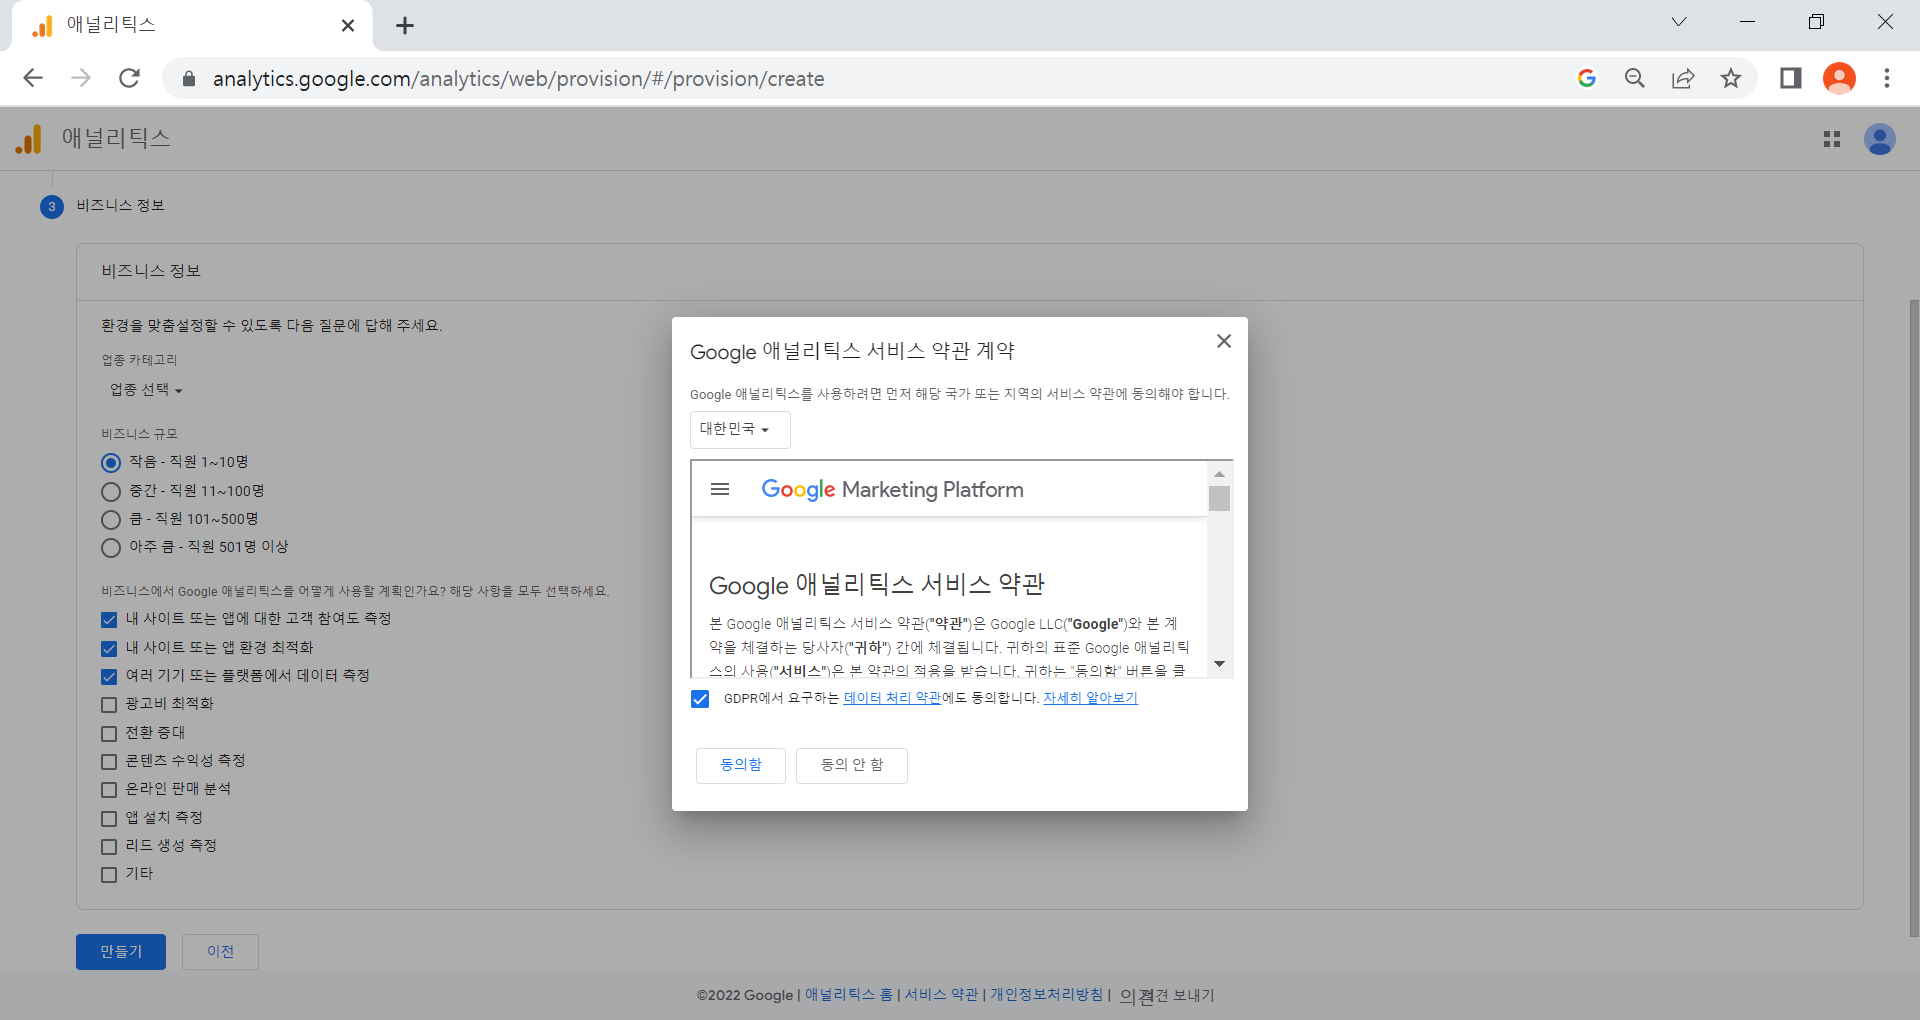 애널리틱스
analytics.google.com/analytics/web/provision/#/provision/create
애널리틱스
3 비즈니스 정보
비즈니스 정보
환경을 맞춤설정할 수 있도록 다음 질문에 답해 주세요.
업종 카테고리
업종 선택
비즈니스 규모
작음 - 직원 1~10명
중간 - 직원 11~100명
큼 - 직원 101~500명
아주 큼 - 직원 501명 이상
비즈니스에서 Google 애널리틱스를 어떻게 사용할 계획인가요? 해당 사항을 모두 선택하세요.
내 사이트 또는 앱에 대한 고객 참여도 측정
내 사이트 또는 앱 환경 최적화
여러 기기 또는 플랫폼에서 데이터 측정
광고비 최적화
전환 증대
콘텐츠 수익성 측정
온라인 판매 분석
앱 설치 측정
리드 생성 측정
기타
만들기 이전
Google 애널리틱스 서비스 약관 계약
Google 애널리틱스를 사용하려면 먼저 해당 국가 또는 지역의 서비스 약관에 동의해야 합니다.
대한민국
Google Marketing Platform
Google 애널리틱스 서비스 약관
본 Google 애널리틱스 서비스 약관("약관")은 Google LLC("Google")와 본 계
약을 체결하는 당사자("귀하") 간에 체결됩니다. 귀하의 표준 Google 애널리틱
스의 사용("서비스")은 본 약관의 적용을 받습니다. 귀하는 "동의함" 버튼을 클
GDPR에서 요구하는 데이터 처리 약관에도 동의합니다. 자세히 알아보기
동의함 동의 안 함
©2022 Google | 애널리틱스 홈 | 서비스 약관 | 개인정보처리방침 | 의견 보내기